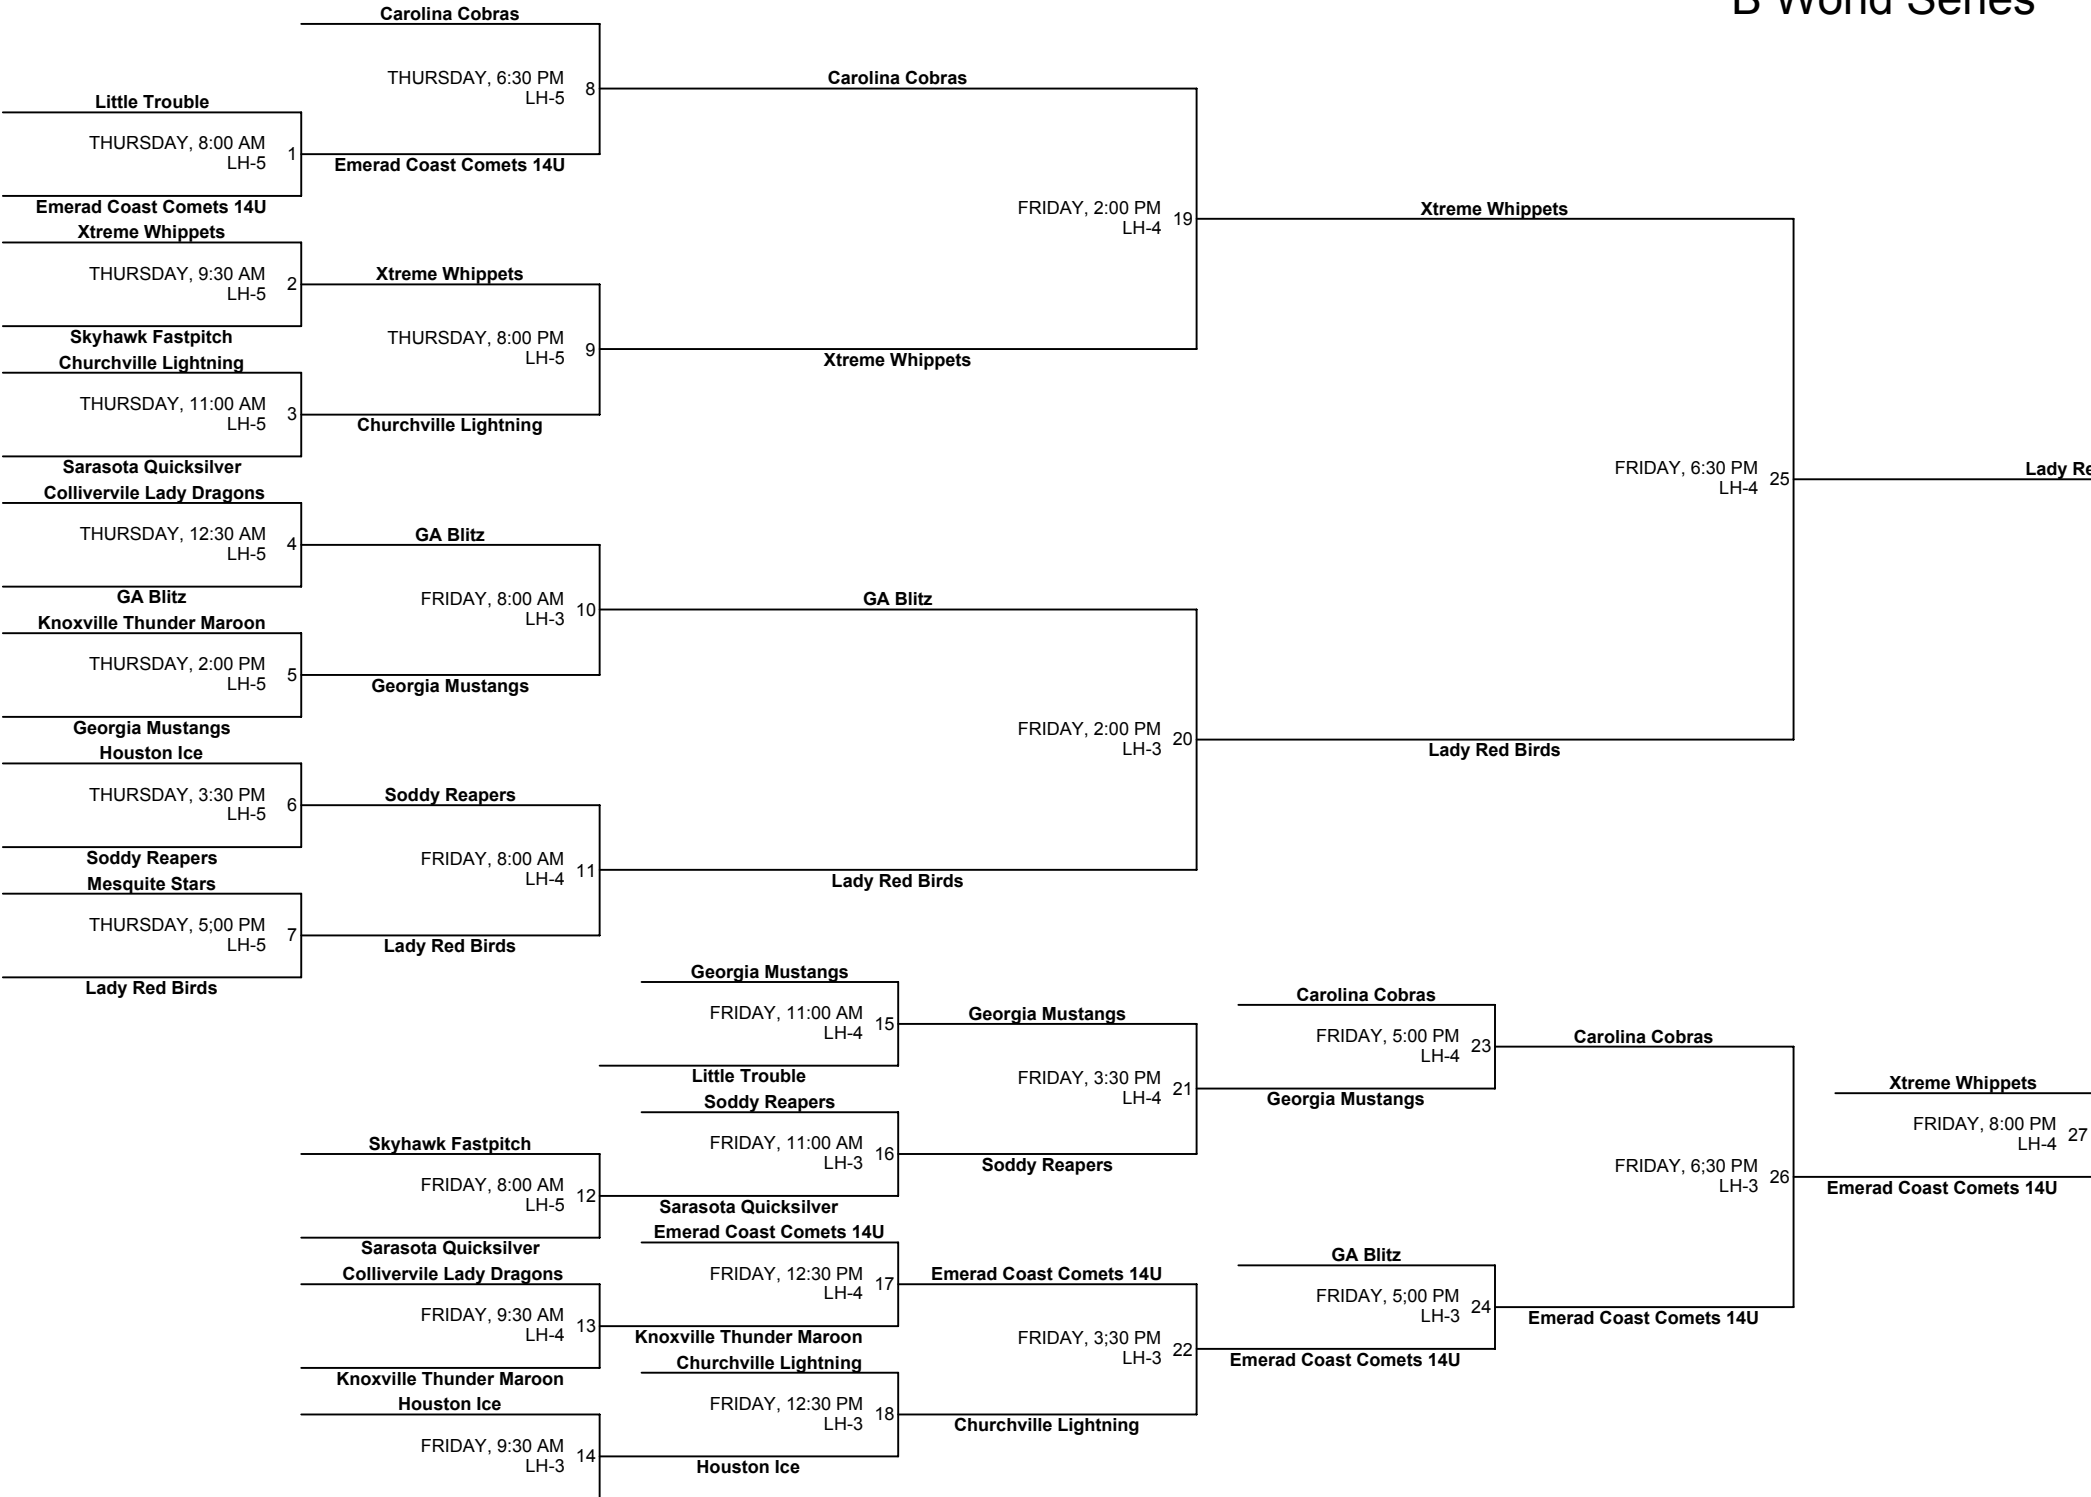 B World Series
Carolina Cobras
THURSDAY, 6:30 PM
LH-5
8
Carolina Cobras
Little Trouble
THURSDAY, 8:00 AM
LH-5
1
Emerad Coast Comets 14U
Emerad Coast Comets 14U
Xtreme Whippets
FRIDAY, 2:00 PM
LH-4
19
Xtreme Whippets
THURSDAY, 9:30 AM
LH-5
2
Xtreme Whippets
Skyhawk Fastpitch
THURSDAY, 8:00 PM
LH-5
9
Xtreme Whippets
Churchville Lightning
THURSDAY, 11:00 AM
LH-5
3
Churchville Lightning
Sarasota Quicksilver
FRIDAY, 6:30 PM
LH-4
25
Lady Re
Collivervile Lady Dragons
THURSDAY, 12:30 AM
LH-5
4
GA Blitz
GA Blitz
FRIDAY, 8:00 AM
LH-3
10
GA Blitz
Knoxville Thunder Maroon
THURSDAY, 2:00 PM
LH-5
5
Georgia Mustangs
Georgia Mustangs
FRIDAY, 2:00 PM
LH-3
20
Lady Red Birds
Houston Ice
THURSDAY, 3:30 PM
LH-5
6
Soddy Reapers
Soddy Reapers
FRIDAY, 8:00 AM
LH-4
11
Lady Red Birds
Mesquite Stars
THURSDAY, 5;00 PM
LH-5
7
Lady Red Birds
Lady Red Birds
Georgia Mustangs
FRIDAY, 11:00 AM
LH-4
15
Georgia Mustangs
Little Trouble
Carolina Cobras
FRIDAY, 5:00 PM
LH-4
23
Carolina Cobras
FRIDAY, 3:30 PM
LH-4
21
Georgia Mustangs
Soddy Reapers
FRIDAY, 11:00 AM
LH-3
16
Soddy Reapers
Xtreme Whippets
FRIDAY, 8:00 PM
LH-4
27
Skyhawk Fastpitch
FRIDAY, 8:00 AM
LH-5
12
Sarasota Quicksilver
Sarasota Quicksilver
FRIDAY, 6;30 PM
LH-3
26
Emerad Coast Comets 14U
Emerad Coast Comets 14U
FRIDAY, 12:30 PM
LH-4
17
Emerad Coast Comets 14U
GA Blitz
FRIDAY, 5;00 PM
LH-3
24
Emerad Coast Comets 14U
Collivervile Lady Dragons
FRIDAY, 9:30 AM
LH-4
13
Knoxville Thunder Maroon
Knoxville Thunder Maroon
FRIDAY, 3;30 PM
LH-3
22
Emerad Coast Comets 14U
Churchville Lightning
FRIDAY, 12:30 PM
LH-3
18
Churchville Lightning
Houston Ice
FRIDAY, 9:30 AM
LH-3
14
Houston Ice